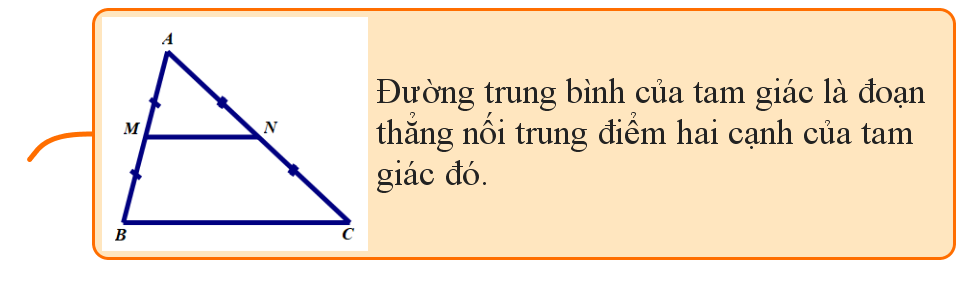 A
M
N
B
C
Đường trung bình của tam giác là đoạn
thẳng nối trung điểm hai cạnh của tam
giác đó.